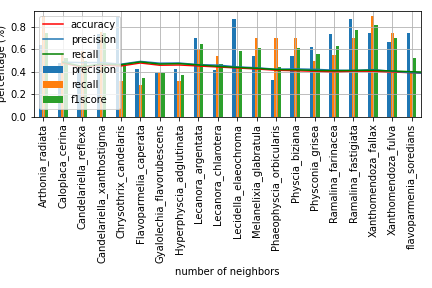 percentage (%)
0.8
0.6
0.4
0.2
0.0
accuracy
precision
recall
precision
recall
f1score
Arthonia_radiata
Caloplaca_cerina
Candelariella_reflexa
Candelariella_xanthostigma
Chrysothrix_candelaris
Flavoparmelia_caperata
Gyalolechia_flavorubescens
Hyperphyscia_adglutinata
Lecanora_argentata
Lecanora_chlarotera
Lecidella_elaeochroma
Melanelixia_glabratula
Phaeophyscia_orbicularis
Physcia_biziana
Physconia_grisea
Ramalina_farinacea
Ramalina_fastigiata
Xanthomendoza_fallax
Xanthomendoza_fulva
flavoparmenia_soredians
number of neighbors